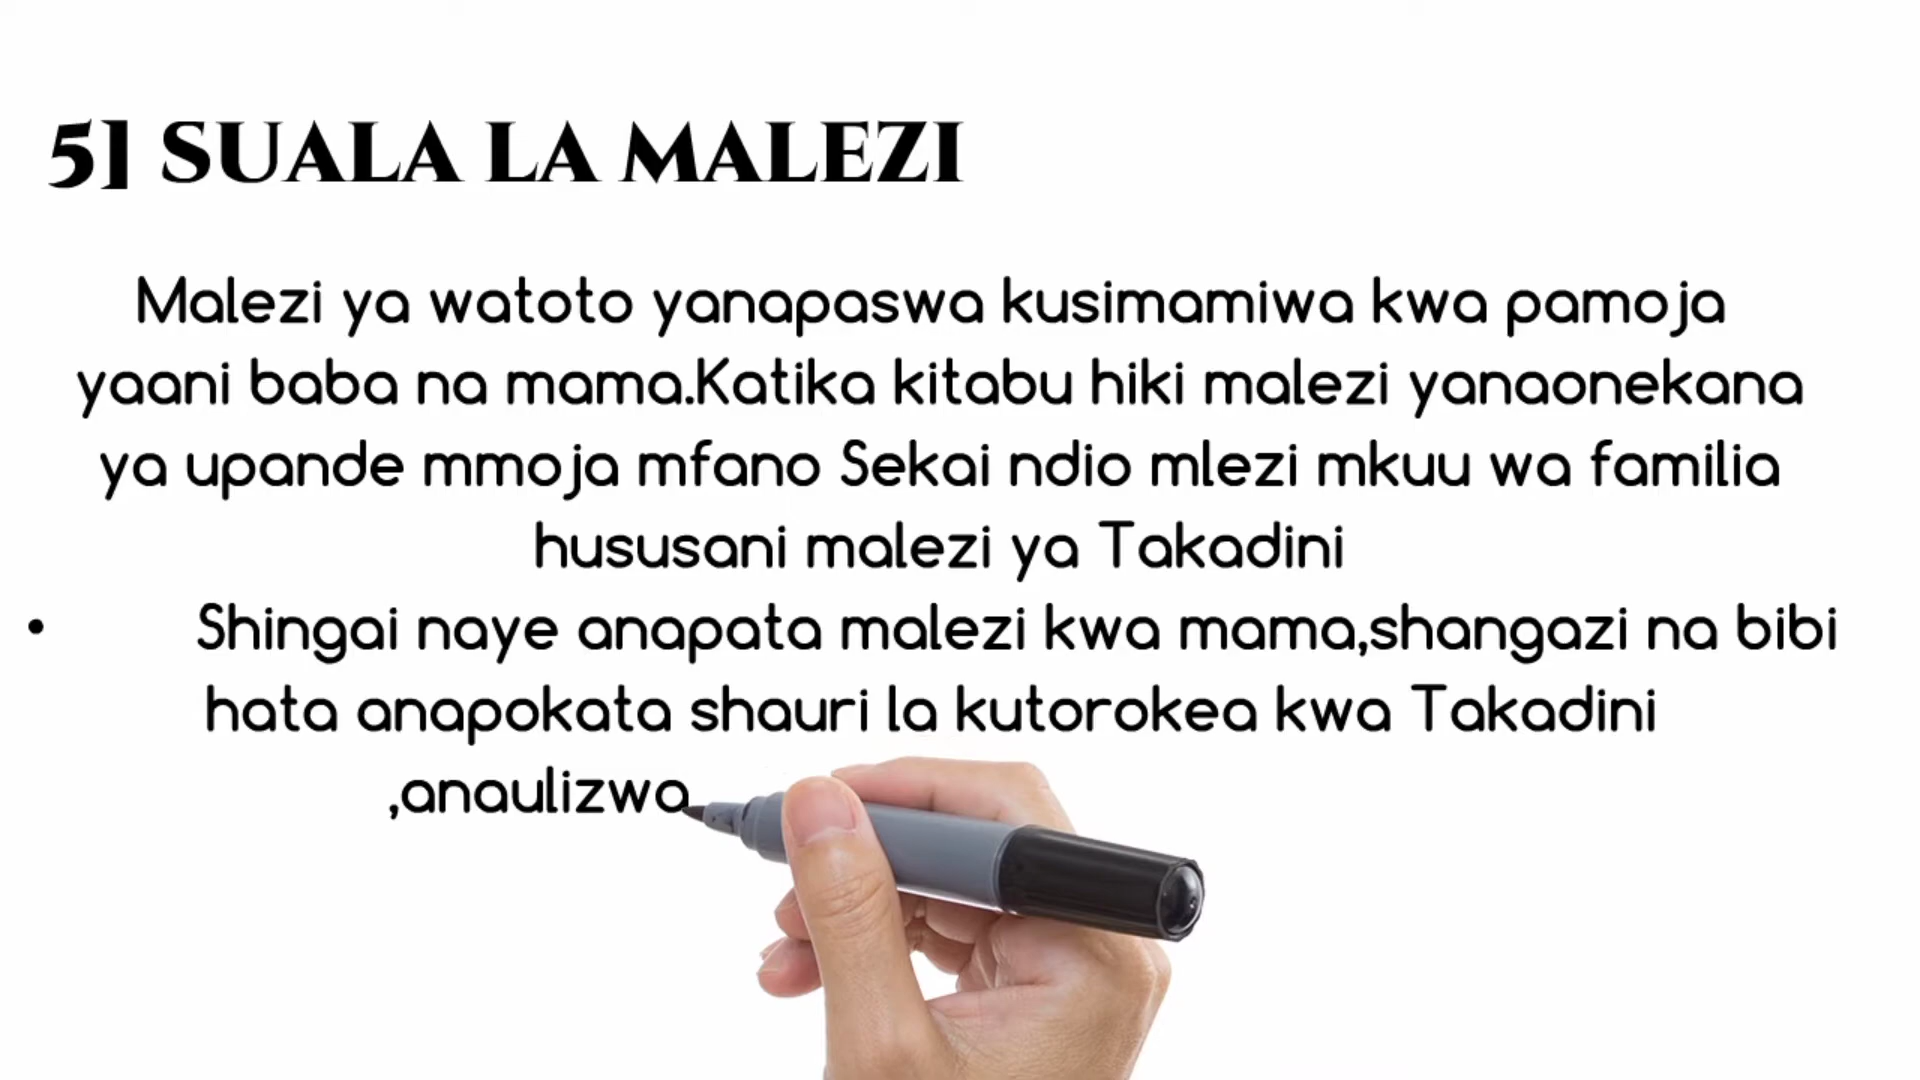 5] SUALA LA MALEZI
Malezi ya watoto yanapaswa kusimamiwa kwa pamoja
yaani baba na mama.Katika kitabu hiki malezi yanaonekana
ya upande mmoja mfano Sekai ndio mlezi mkuu wa familia
hususani malezi ya Takadini
• Shingai naye anapata malezi kwa mama,shangazi na bibi
hata anapokata shauri la kutorokea kwa Takadini
,anaulizwa